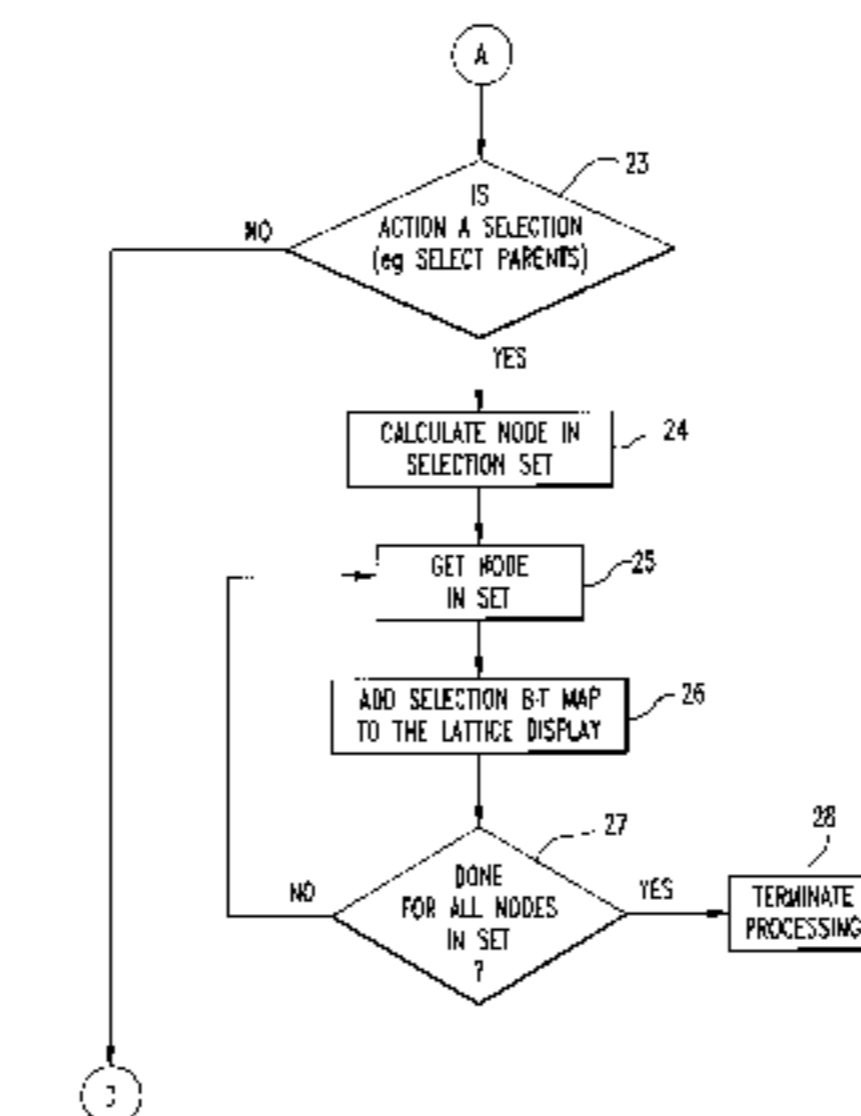 A
23
IS
ACTION A SELECTION
(eg SELECT PARENTS)
NO
YES
CALCULATE NODE IN
SELECTION SET
24
GET NODE
IN SET
25
ADD SELECTION BIT MAP
TO THE LATTICE DISPLAY
26
27
DONE
FOR ALL NODES
IN SET
?
NO
YES
28
TERMINATE
PROCESSING